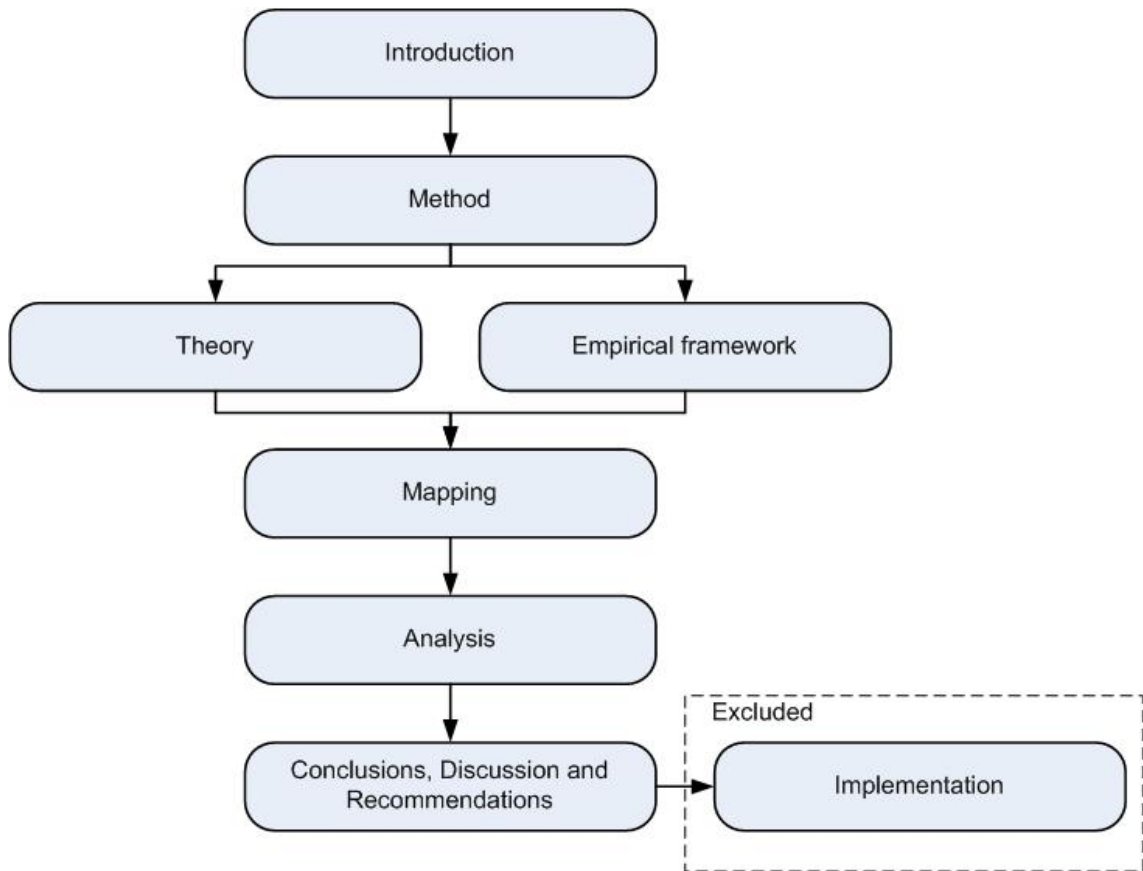 Introduction
Method
Theory
Empirical framework
Mapping
Analysis
Excluded
Conclusions, Discussion and
Recommendations
Implementation